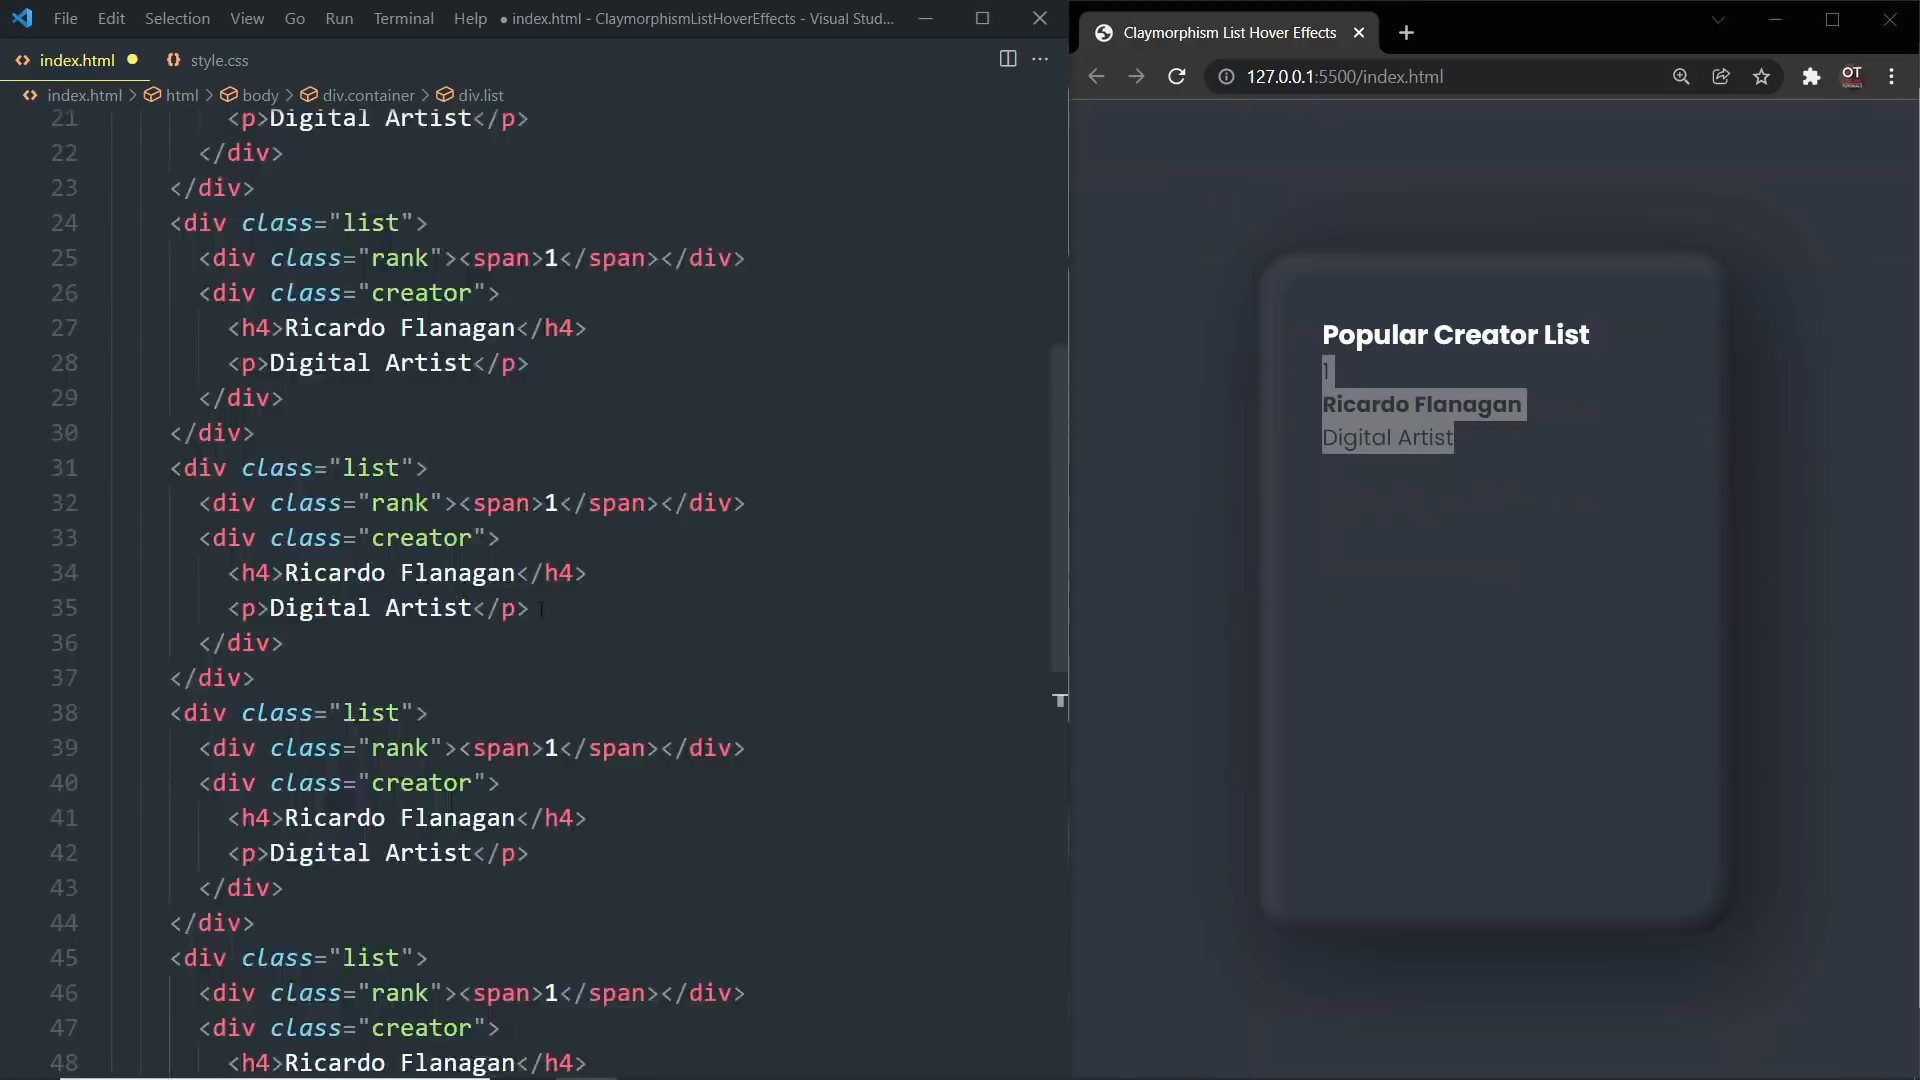 File Edit Selection View Go Run Terminal Help ● index.html - ClaymorphismListHoverEffects - Visual Stud...
index.html ● style.css
index.html > html > body > div.container > div.list
21 <p>Digital Artist</p>
22 </div>
23 </div>
24 <div class="list">
25 <div class="rank"><span>1</span></div>
26 <div class="creator">
27 <h4>Ricardo Flanagan</h4>
28 <p>Digital Artist</p>
29 </div>
30 </div>
31 <div class="list">
32 <div class="rank"><span>1</span></div>
33 <div class="creator">
34 <h4>Ricardo Flanagan</h4>
35 <p>Digital Artist</p>
36 </div>
37 </div>
38 <div class="list">
39 <div class="rank"><span>1</span></div>
40 <div class="creator">
41 <h4>Ricardo Flanagan</h4>
42 <p>Digital Artist</p>
43 </div>
44 </div>
45 <div class="list">
46 <div class="rank"><span>1</span></div>
47 <div class="creator">
48 <h4>Ricardo Flanagan</h4>
Claymorphism List Hover Effects
127.0.0.1:5500/index.html
OT
Popular Creator List
1
Ricardo Flanagan
Digital Artist